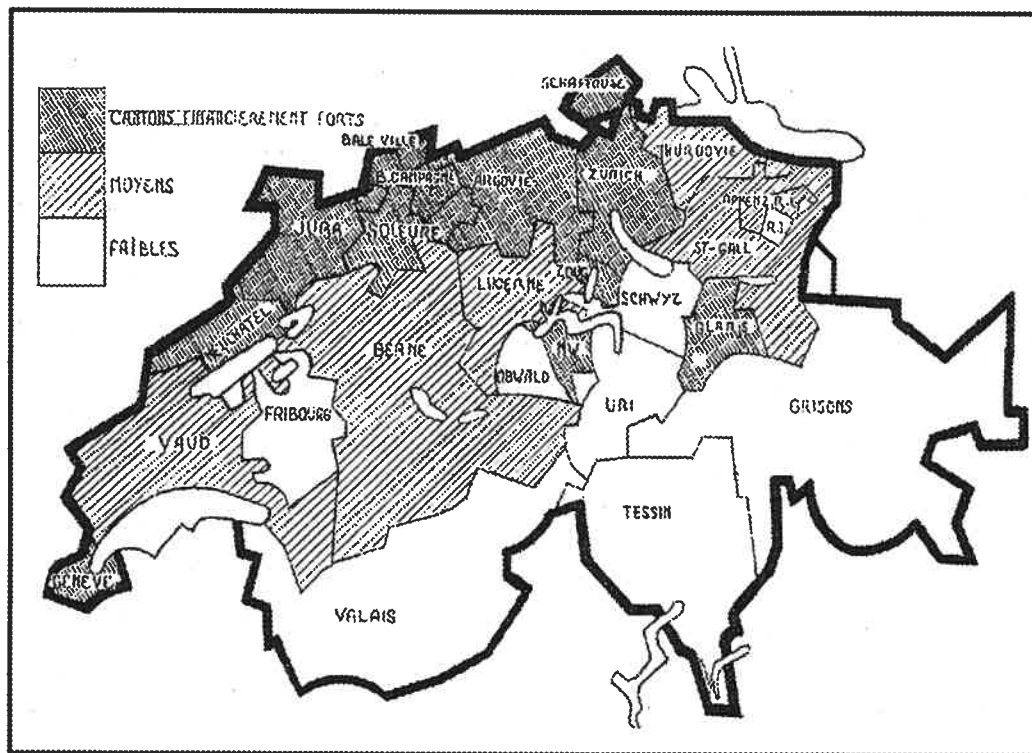 CANTONS FINANCIEREMENT FORTS
MOYENS
FAIBLES
SCHAFFOUSE
BALE VILLE
B. CAMPAGNE
ARGOVIE
ZURICH
JURA
SOLEURE
ST-GALL
R.I.
LUCERNE
ZOUG
SCHWYZ
GLARIS
NEUCHATEL
BERNE
NW
OBWALD
URI
GRISONS
FRIBOURG
VAUD
TESSIN
GENEVE
VALAIS